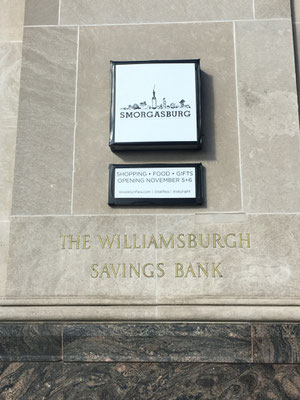 SMORGASBURG
SHOPPING • FOOD • GIFTS
OPENING NOVEMBER 5+6
THE WILLIAMSBURGH
SAVINGS BANK